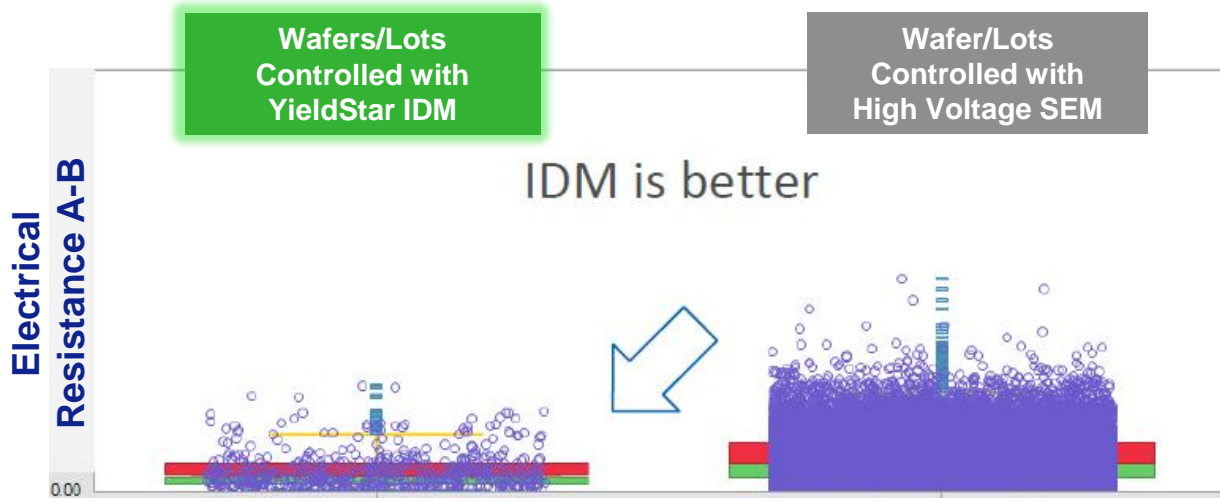 Wafers/Lots
Controlled with
YieldStar IDM
Wafer/Lots
Controlled with
High Voltage SEM
IDM is better
Electrical
Resistance A-B
0.00